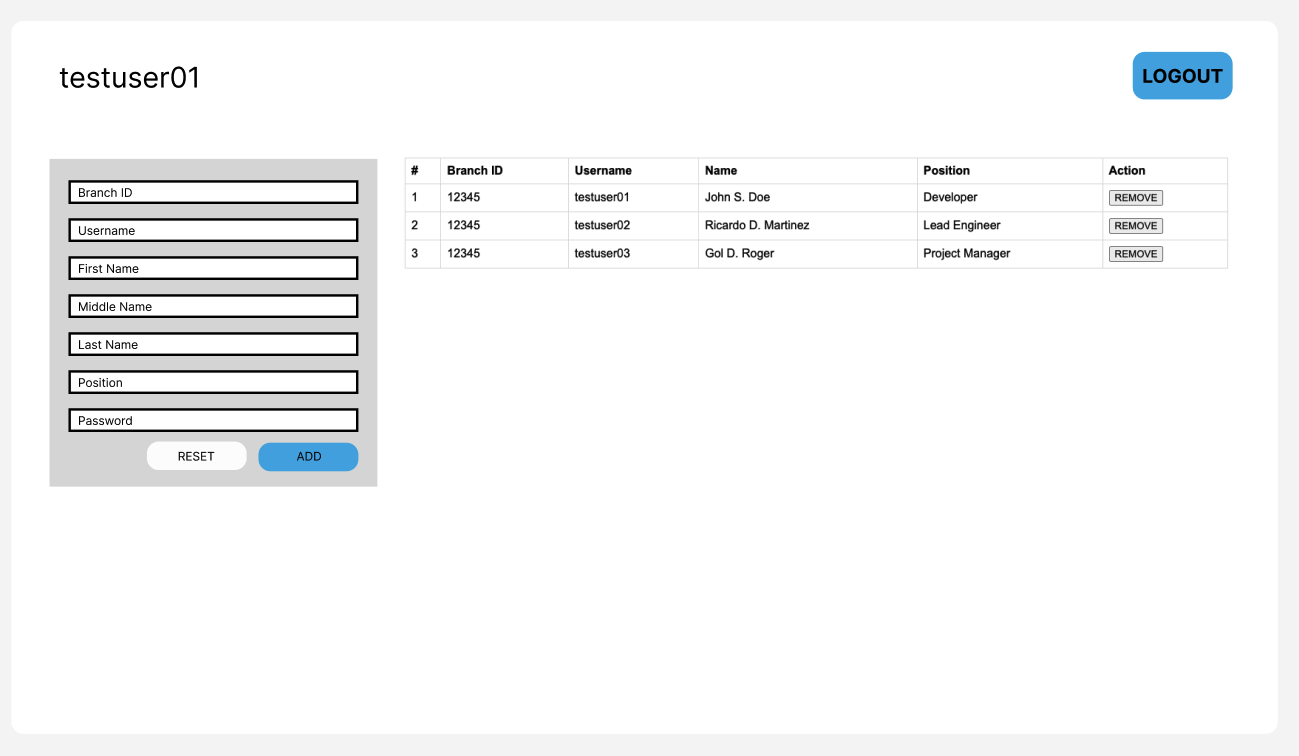 testuser01
LOGOUT
Branch ID
Username
First Name
Middle Name
Last Name
Position
Password
RESET ADD
# Branch ID Username Name Position Action
1 12345 testuser01 John S. Doe Developer REMOVE
2 12345 testuser02 Ricardo D. Martinez Lead Engineer REMOVE
3 12345 testuser03 Gol D. Roger Project Manager REMOVE